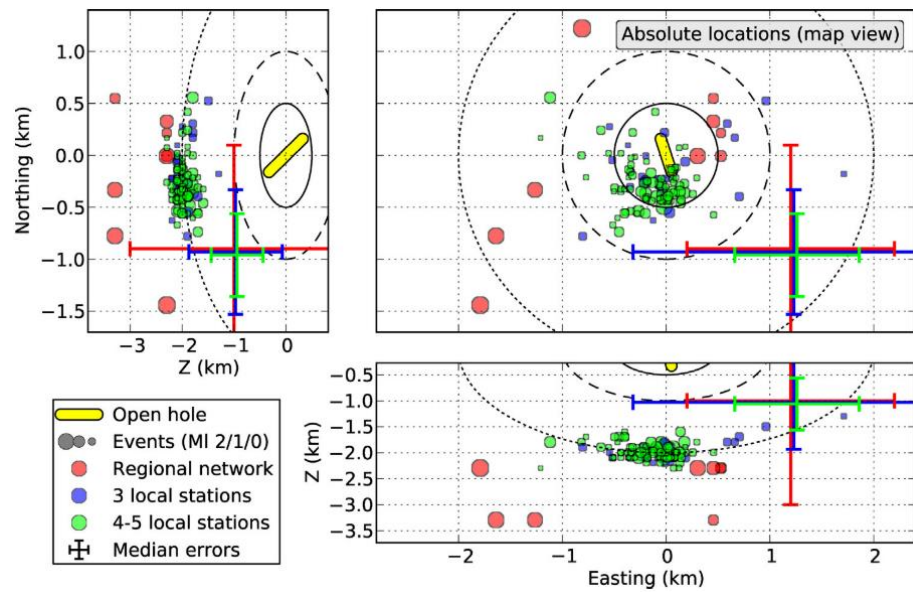 Absolute locations (map view)
1.0
0.5
0.0
−0.5
−1.0
−1.5
Northing (km)
−3
−2
−1
0
Z (km)
−0.5
−1.0
−1.5
−2.0
−2.5
−3.0
−3.5
Z (km)
−2
−1
0
1
2
Easting (km)
Open hole
Events (Ml 2/1/0)
Regional network
3 local stations
4-5 local stations
Median errors